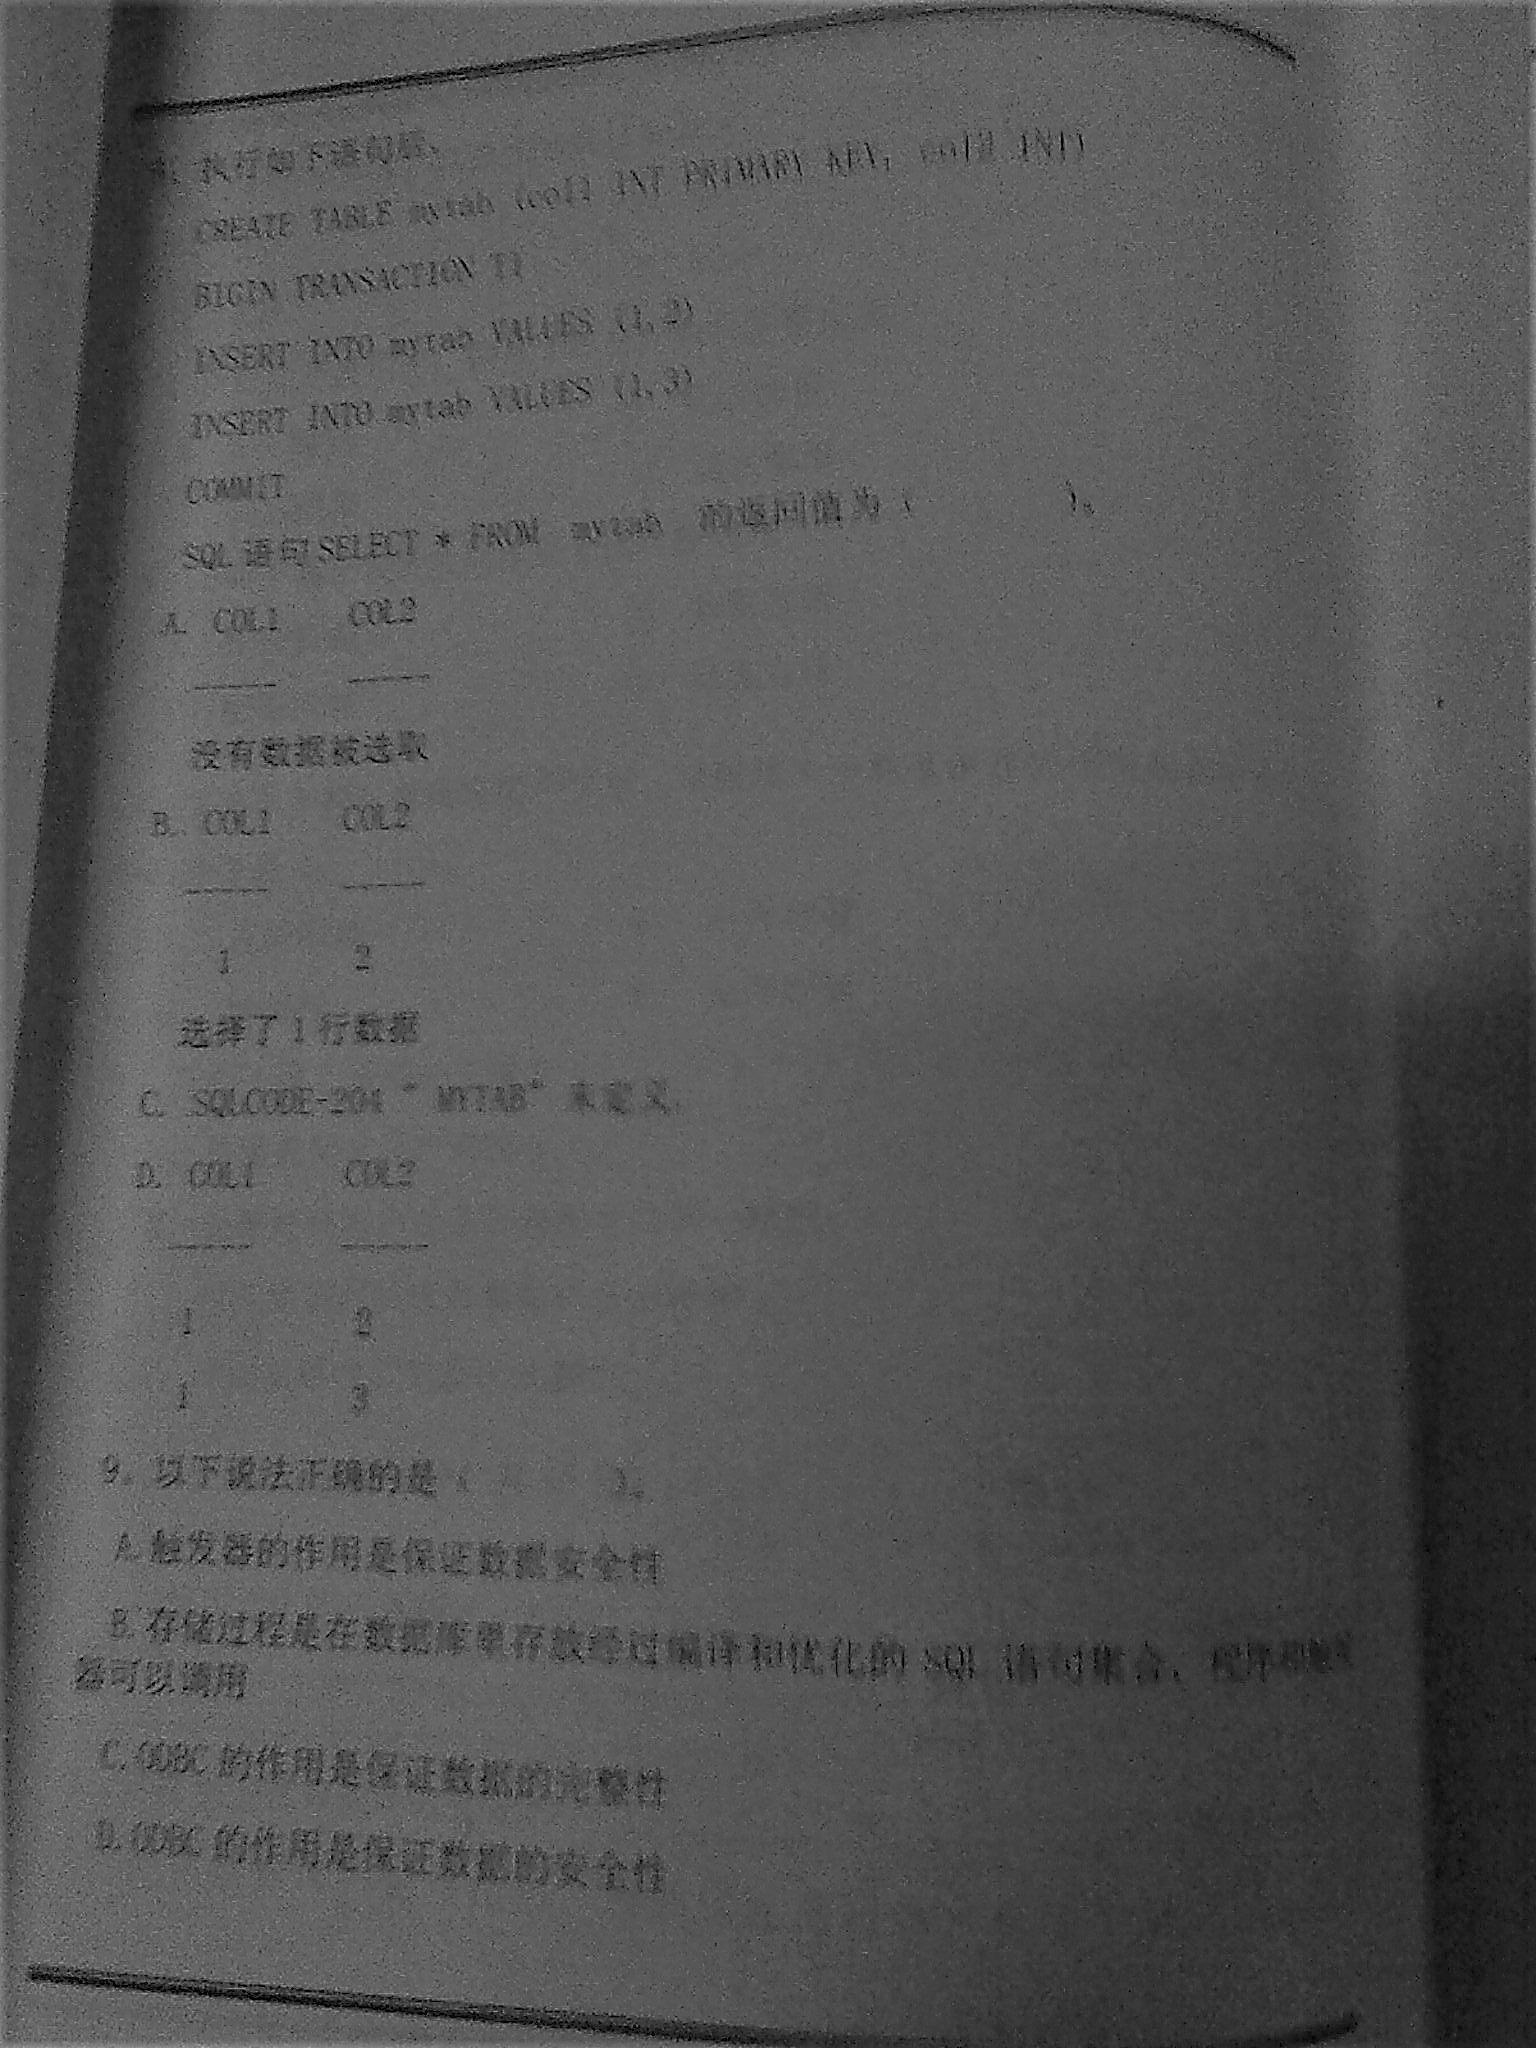 执行如下语句后,
CREATE TABLE mytab (col1 INT PRIMARY KEY, col2 INT)
BIGIN TRANSACTION T1
INSERT INTO mytab VALUES (1,2)
INSERT INTO mytab VALUES (1,3)
COMMIT
SQL 语句 SELECT * FROM mytab 的返回值为( )。
A. COL1 COL2
----- -----
没有数据被选取
B. COL1 COL2
----- -----
1 2
选择了1行数据
C. SQLCODE-204 "MYTAB" 未定义.
D. COL1 COL2
----- -----
1 2
1 3
9. 以下说法正确的是( )。
A.触发器的作用是保证数据安全性
B.存储过程是在数据库里存放经过编译和优化的 SQL 语句集合,
器可以调用
C.ODBC 的作用是保证数据的完整性
D.ODBC 的作用是保证数据的安全性